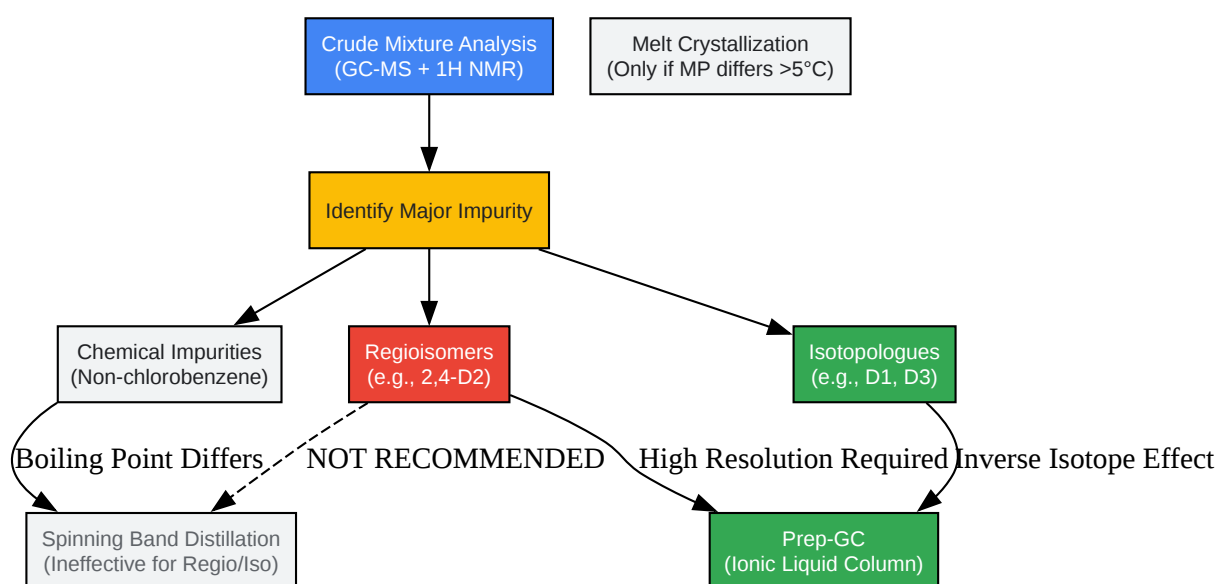 Crude Mixture Analysis
(GC-MS + 1H NMR)
Melt Crystallization
(Only if MP differs >5°C)
Identify Major Impurity
Chemical Impurities
(Non-chlorobenzene)
Regioisomers
(e.g., 2,4-D2)
Isotopologues
(e.g., D1, D3)
Boiling Point Differs
NOT RECOMMENDED
High Resolution Required
Inverse Isotope Effect
Spinning Band Distillation
(Ineffective for Regio/Iso)
Prep-GC
(Ionic Liquid Column)